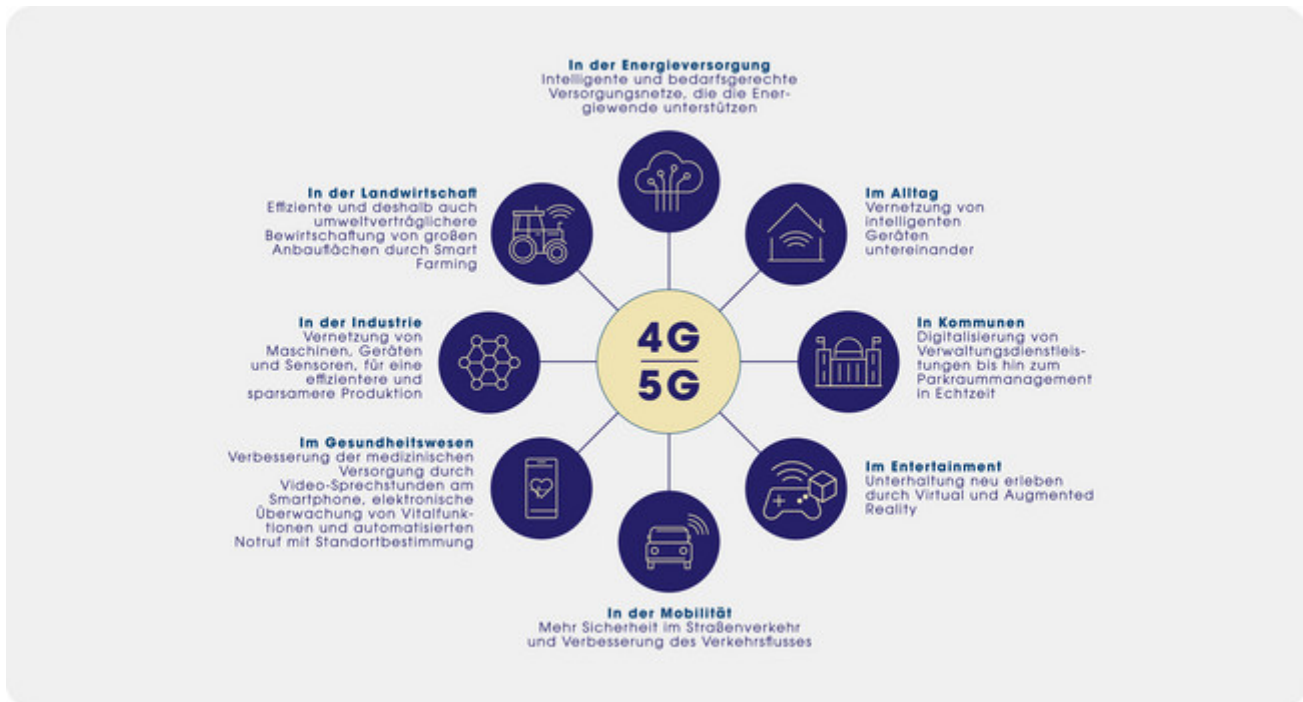 In der Energieversorgung
Intelligente und bedarfsgerechte
Versorgungsnetze, die die Ener-
giewende unterstützen
In der Landwirtschaft
Effiziente und deshalb auch
umweltverträglichere
Bewirtschaftung von großen
Anbauflächen durch Smart
Farming
Im Alltag
Vernetzung von
intelligenten
Geräten
untereinander
In der Industrie
Vernetzung von
Maschinen, Geräten
und Sensoren, für eine
effizientere und
sparsamere Produktion
4G
5G
In Kommunen
Digitalisierung von
Verwaltungsdienstleis-
tungen bis hin zum
Parkraummanagement
in Echtzeit
Im Gesundheitswesen
Verbesserung der medizinischen
Versorgung durch
Video-Sprechstunden am
Smartphone, elektronische
Überwachung von Vitalfunk-
tionen und automatisierten
Notruf mit Standortbestimmung
Im Entertainment
Unterhaltung neu erleben
durch Virtual und Augmented
Reality
In der Mobilität
Mehr Sicherheit im Straßenverkehr
und Verbesserung des Verkehrsflusses